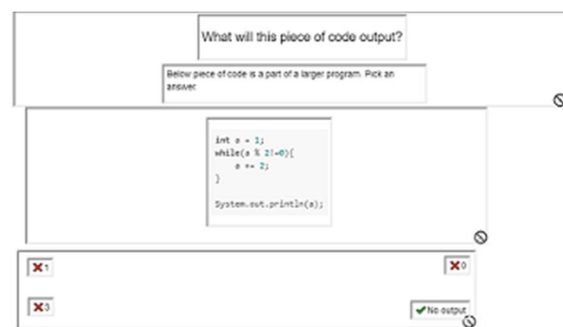 What will this piece of code output?
Below piece of code is a part of a larger program. Pick an
answer.
int a = 1;
while(a % 2!=0){
a += 2;
}
System.out.println(a);
1
0
3
No output